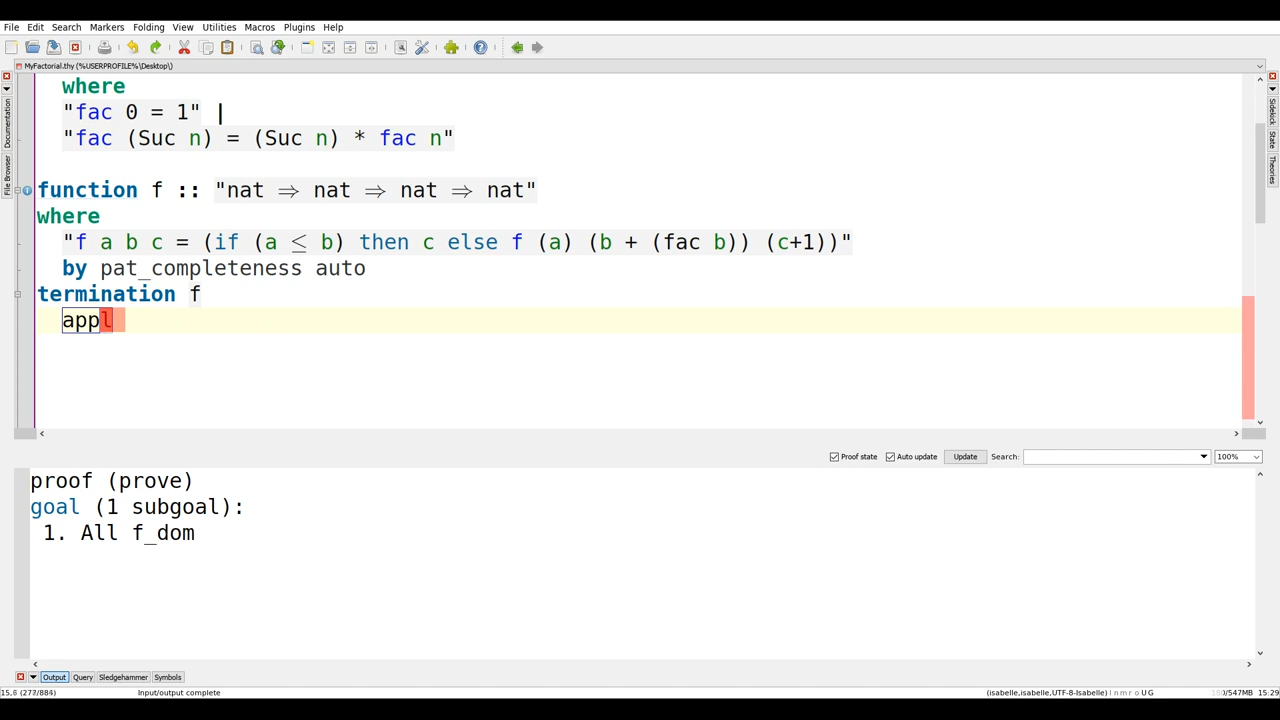 File Edit Search Markers Folding View Utilities Macros Plugins Help
MyFactorial.thy (%USERPROFILE%\Desktop\)
where
"fac 0 = 1" |
"fac (Suc n) = (Suc n) * fac n"
function f :: "nat ⇒ nat ⇒ nat ⇒ nat"
where
"f a b c = (if (a ≤ b) then c else f (a) (b + (fac b)) (c+1))"
by pat_completeness auto
termination f
appl
Documentation
File Browser
Sidekick
State
Theories
Proof state Auto update Update Search: 100%
proof (prove)
goal (1 subgoal):
1. All f_dom
Output Query Sledgehammer Symbols
(277/884) Input/output complete (isabelle,isabelle,UTF-8-Isabelle) l n m r o U G /547MB 15:29